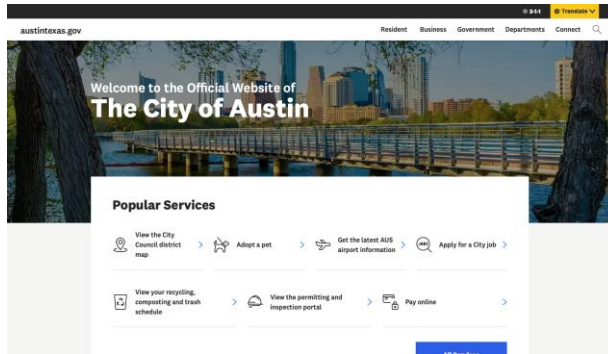 3-1-1 Translate
austintexas.gov Resident Business Government Departments Connect
Welcome to the Official Website of
The City of Austin
Popular Services
View the City
Council district
map
Adopt a pet
Get the latest AUS
airport information
Apply for a City job
View your recycling,
composting and trash
schedule
View the permitting and
inspection portal
Pay online